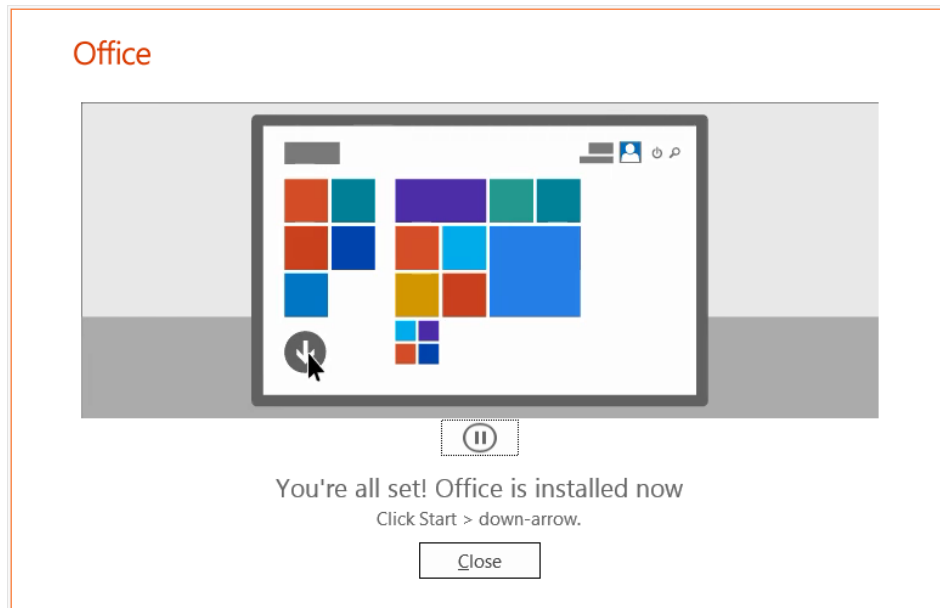 Office
You're all set! Office is installed now
Click Start > down-arrow.
Close